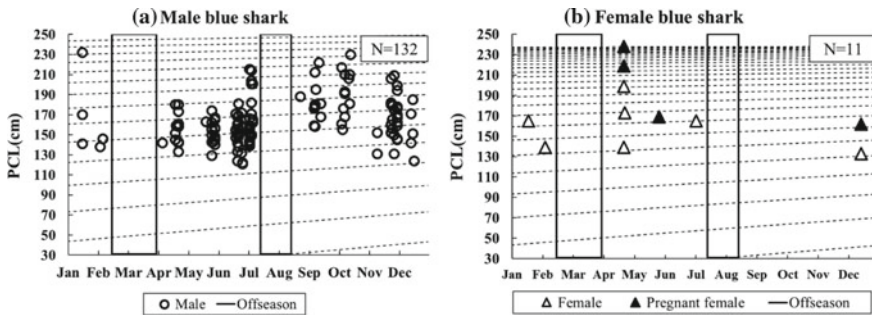 (a) Male blue shark
N=132
PCL(cm)
250
230
210
190
170
150
130
110
90
70
50
30
Jan Feb Mar Apr May Jun Jul Aug Sep Oct Nov Dec
Male Offseason
(b) Female blue shark
N=11
PCL(cm)
250
230
210
190
170
150
130
110
90
70
50
30
Jan Feb Mar Apr May Jun Jul Aug Sep Oct Nov Dec
Female Pregnant female Offseason